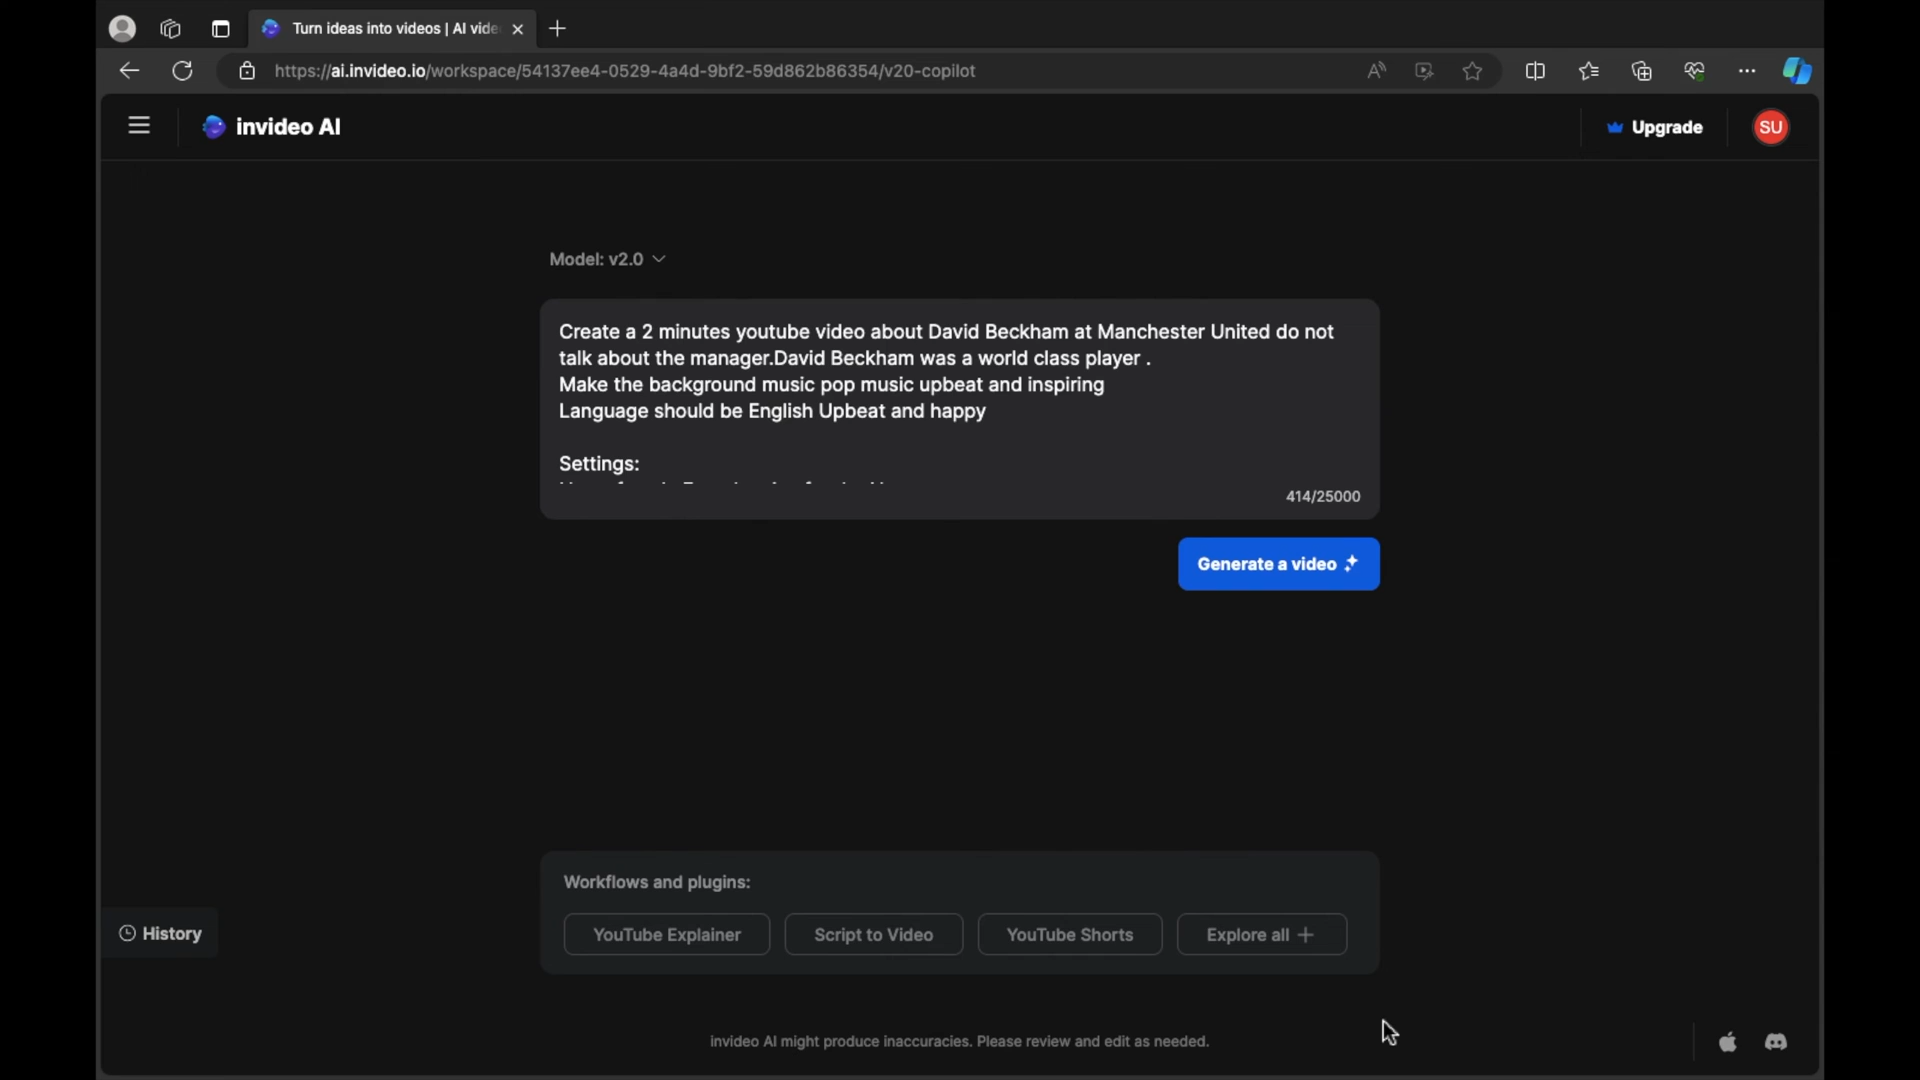 Turn ideas into videos | AI vide
https://ai.invideo.io/workspace/54137ee4-0529-4a4d-9bf2-59d862b86354/v20-copilot
invideo AI
Upgrade
SU
Model: v2.0
Create a 2 minutes youtube video about David Beckham at Manchester United do not
talk about the manager.David Beckham was a world class player .
Make the background music pop music upbeat and inspiring
Language should be English Upbeat and happy
Settings:
414/25000
Generate a video
Workflows and plugins:
YouTube Explainer
Script to Video
YouTube Shorts
Explore all +
History
invideo AI might produce inaccuracies. Please review and edit as needed.